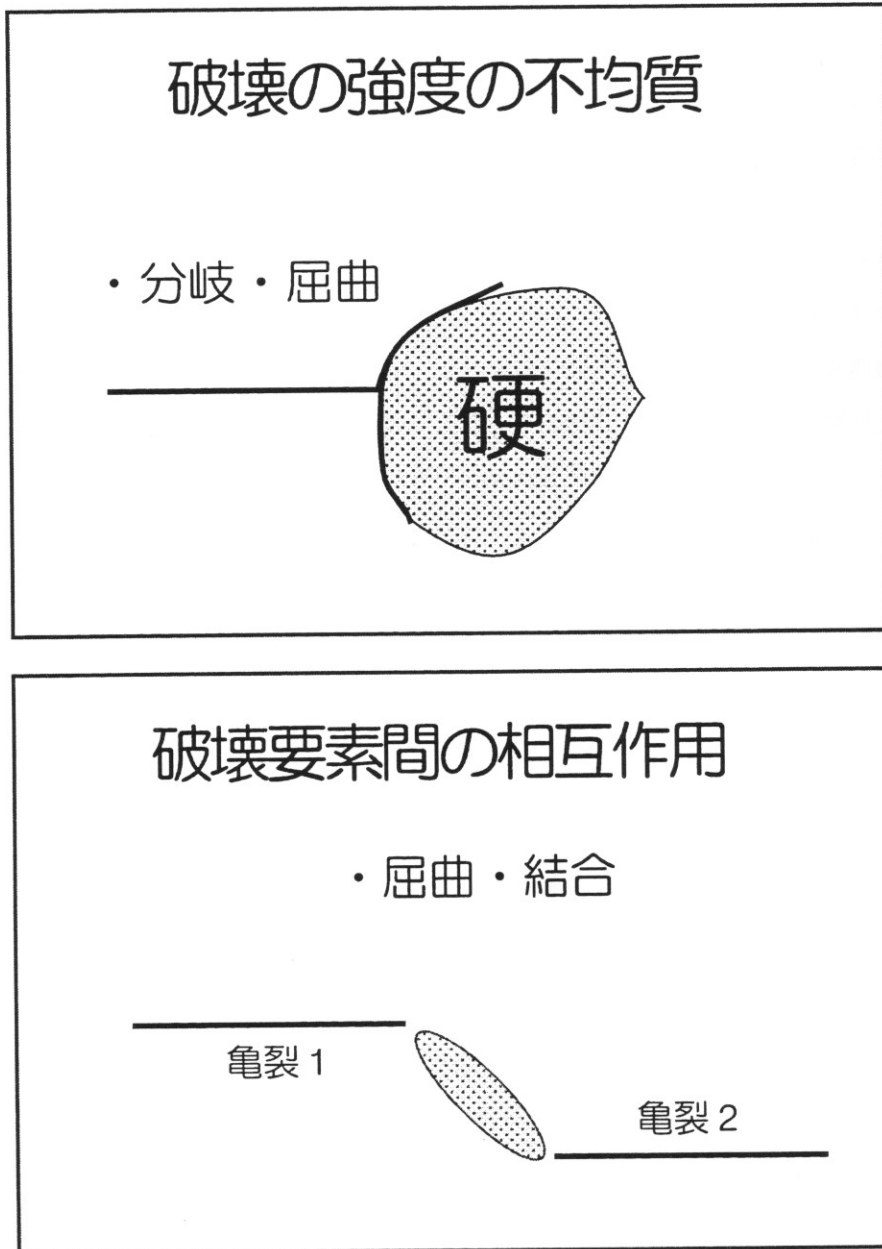 破壊の強度の不均質
・分岐・屈曲
硬
破壊要素間の相互作用
・屈曲・結合
亀裂1
亀裂2